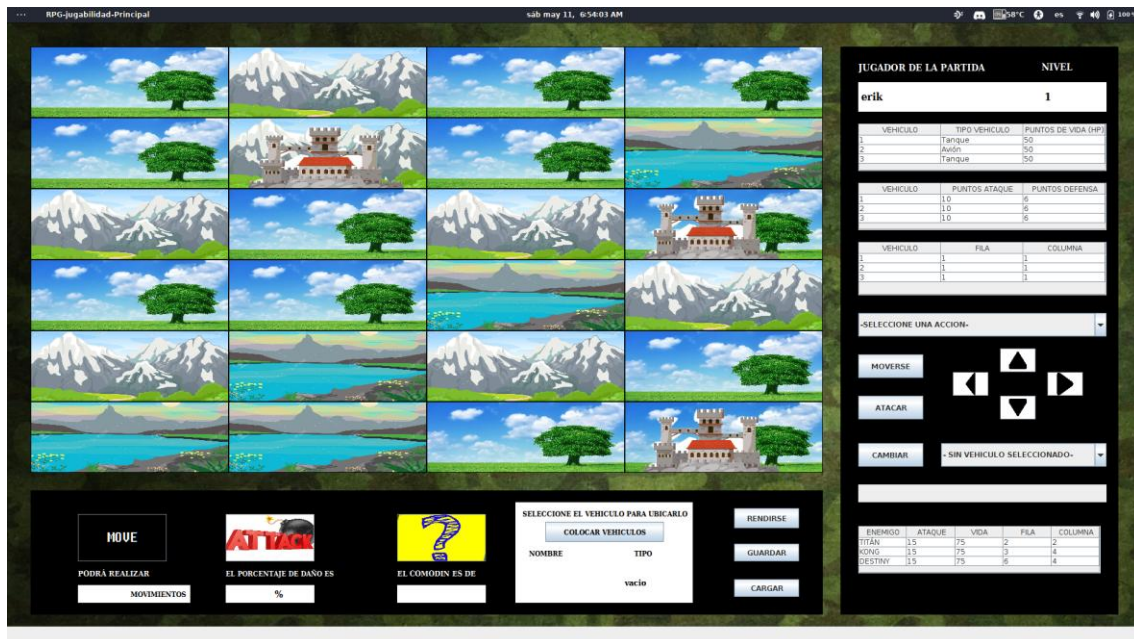 RPG-jugabilidad-Principal sáb may 11, 6:54:03 AM 58°C es 100%
JUGADOR DE LA PARTIDA NIVEL
erik 1
VEHICULO TIPO VEHICULO PUNTOS DE VIDA (HP)
1 Tanque 50
2 Avión 50
3 Tanque 50
VEHICULO PUNTOS ATAQUE PUNTOS DEFENSA
1 10 6
2 10 6
3 10 6
VEHICULO FILA COLUMNA
1 1 1
2 1 1
3 1 1
-SELECCIONE UNA ACCION-
MOVERSE
ATACAR
CAMBIAR - SIN VEHICULO SELECCIONADO-
ENEMIGO ATAQUE VIDA FILA COLUMNA
TITÁN 15 75 2 2
KONG 15 75 3 4
DESTINY 15 75 6 4
MOVE
PODRÁ REALIZAR
MOVIMIENTOS
ATTACK
EL PORCENTAJE DE DAÑO ES
%
?
EL COMODIN ES DE
SELECCIONE EL VEHICULO PARA UBICARLO
COLOCAR VEHICULOS
NOMBRE TIPO
vacio
RENDIRSE
GUARDAR
CARGAR